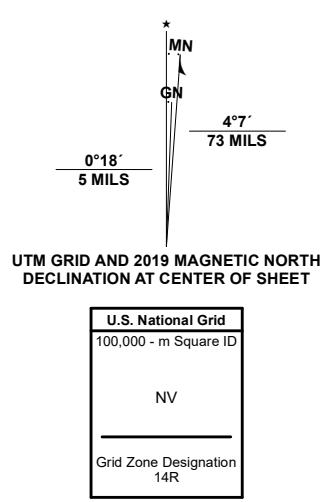 ★
MN
GN
4°7´
73 MILS
0°18´
5 MILS
UTM GRID AND 2019 MAGNETIC NORTH
DECLINATION AT CENTER OF SHEET
U.S. National Grid
100,000 - m Square ID
NV
Grid Zone Designation
14R